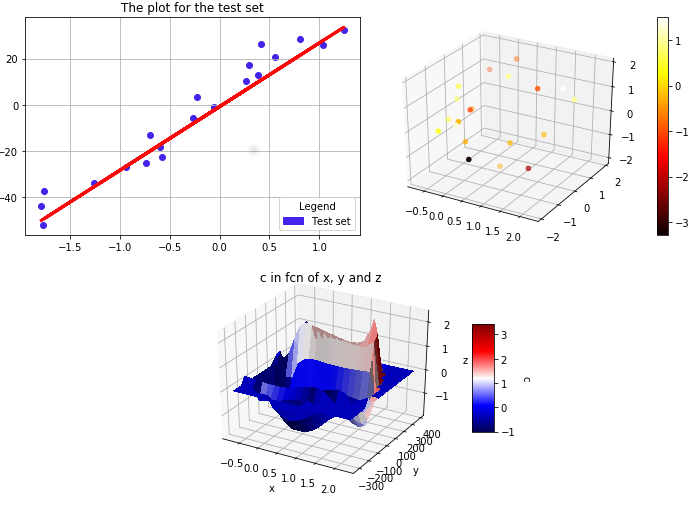 The plot for the test set
20
0
−20
−40
−1.5 −1.0 −0.5 0.0 0.5 1.0
Legend
Test set
−0.5 0.0 0.5 1.0 1.5 2.0
−2 −1 0 1 2
2
1
0
−1
−2
1
0
−1
−2
−3
c in fcn of x, y and z
−0.5 0.0 0.5 1.0 1.5 2.0
x
−300 −200 −100 0 100 200 300 400
y
2
1
0
−1
z
3
2
1
0
−1
c